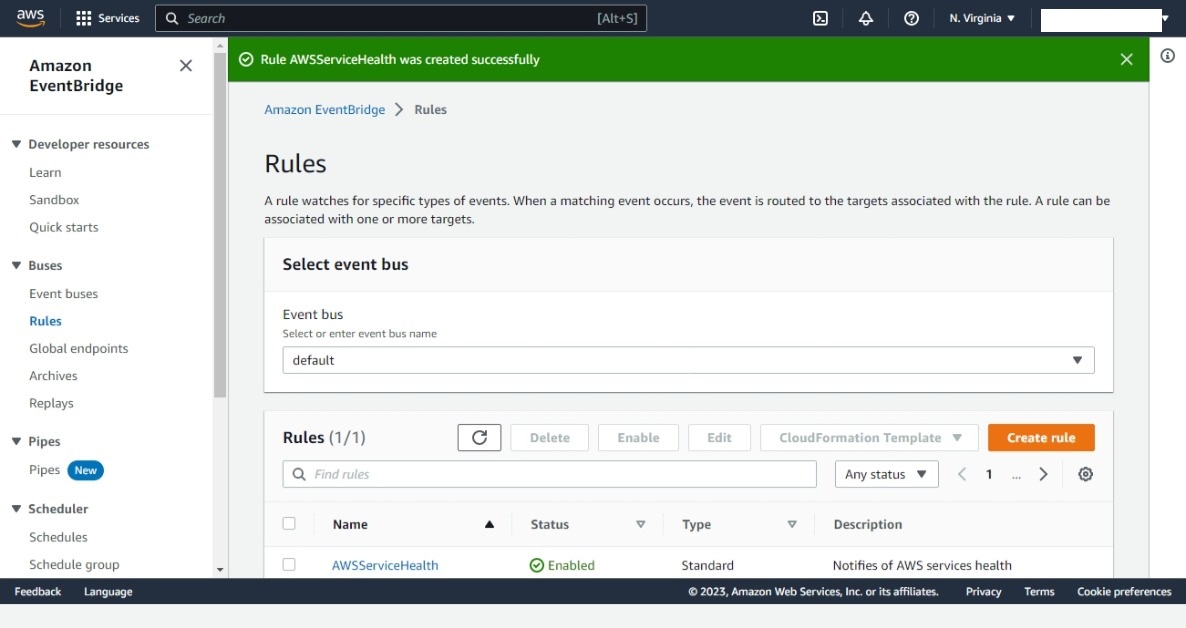 aws
Services
Search
[Alt+S]
N. Virginia
Amazon
EventBridge
Developer resources
Learn
Sandbox
Quick starts
Buses
Event buses
Rules
Global endpoints
Archives
Replays
Pipes
Pipes New
Scheduler
Schedules
Schedule group
Rule AWSServiceHealth was created successfully
Amazon EventBridge > Rules
Rules
A rule watches for specific types of events. When a matching event occurs, the event is routed to the targets associated with the rule. A rule can be
associated with one or more targets.
Select event bus
Event bus
Select or enter event bus name
default
Rules (1/1)
Delete
Enable
Edit
CloudFormation Template
Create rule
Find rules
Any status
1
...
Name
Status
Type
Description
AWSServiceHealth
Enabled
Standard
Notifies of AWS services health
Feedback
Language
© 2023, Amazon Web Services, Inc. or its affiliates.
Privacy
Terms
Cookie preferences